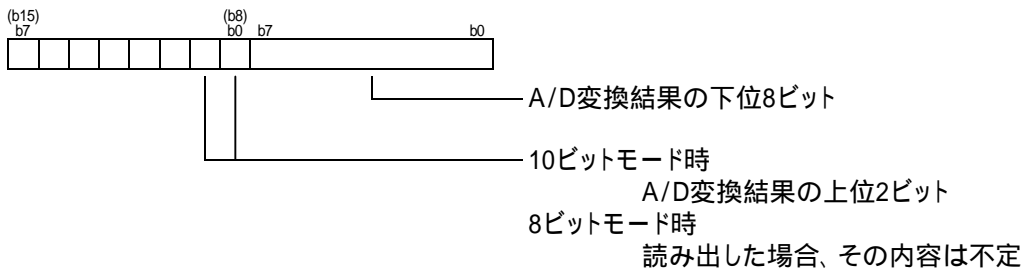 (b15) (b8)
b7 b0 b7 b0
A/D変換結果の下位8ビット
10ビットモード時
A/D変換結果の上位2ビット
8ビットモード時
読み出した場合、その内容は不定